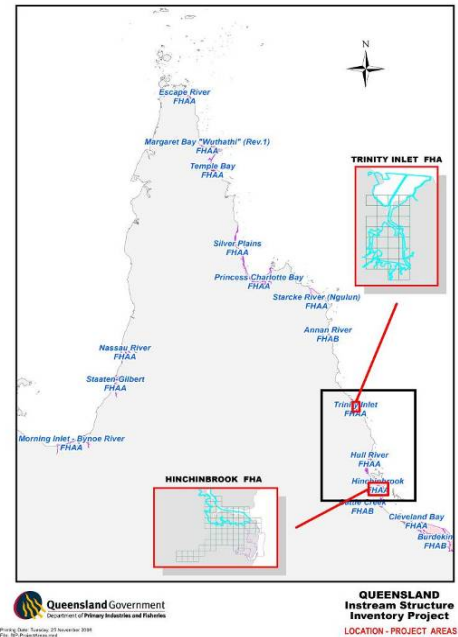 N
Escape River
FHAA
Margaret Bay "Wuthathi" (Rev.1)
FHAA
Temple Bay
FHAA
TRINITY INLET FHA
Silver Plains
FHAA
Princess Charlotte Bay
FHAA
Starcke River (Ngulun)
FHAA
Annan River
FHAB
Nassau River
FHAA
Staaten-Gilbert
FHAA
Trinity Inlet
FHAA
Morning Inlet - Bynoe River
FHAA
Hull River
FHAA
HINCHINBROOK FHA
Hinchinbrook
FHAA
Creek
FHAB
Cleveland Bay
FHAA
Burdekin
FHAB
Queensland Government
Department of Primary Industries and Fisheries
QUEENSLAND
Instream Structure
Inventory Project
LOCATION - PROJECT AREAS